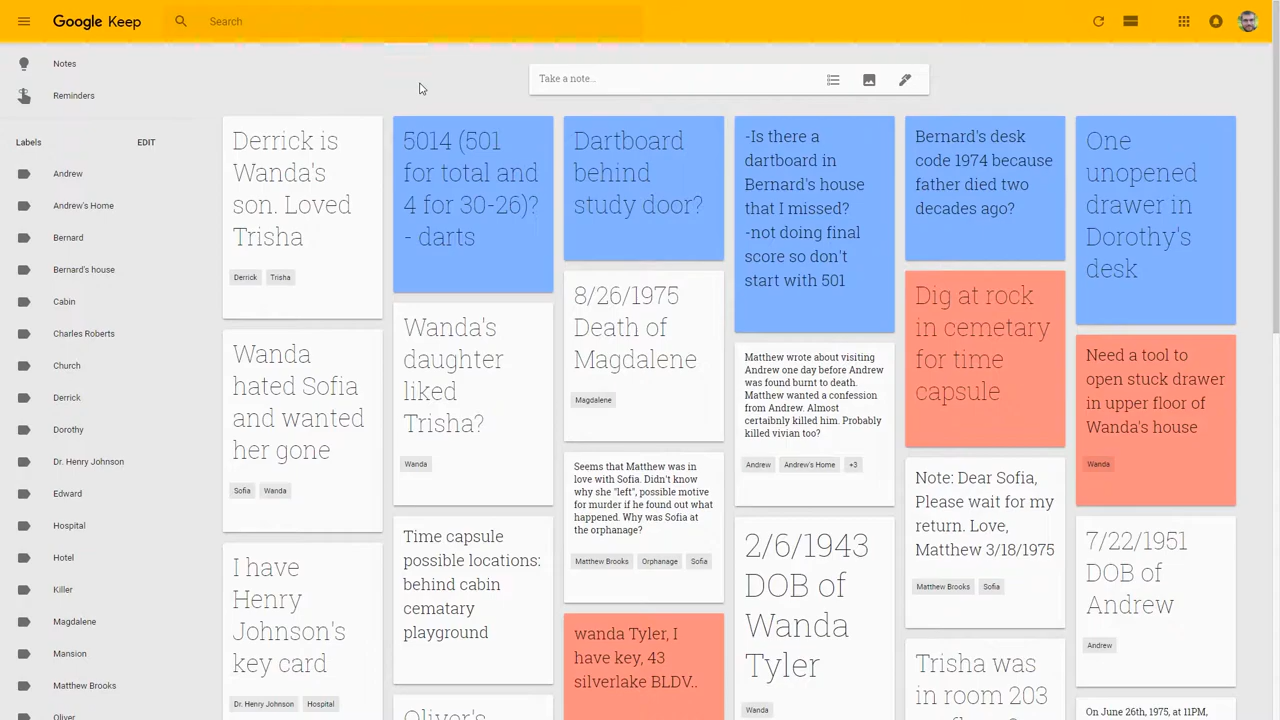 Google Keep
Search
Notes
Reminders
Labels
EDIT
Andrew
Andrew's Home
Bernard
Bernard's house
Cabin
Charles Roberts
Church
Derrick
Dorothy
Dr. Henry Johnson
Edward
Hospital
Hotel
Killer
Magdalene
Mansion
Matthew Brooks
Oliver
Take a note...
Derrick is
Wanda's
son. Loved
Trisha
Derrick
Trisha
Wanda
hated Sofia
and wanted
her gone
Sofia
Wanda
I have
Henry
Johnson's
key card
Dr. Henry Johnson
Hospital
5014 (501
for total and
4 for 30-26)?
- darts
Wanda's
daughter
liked
Trisha?
Wanda
Time capsule
possible locations:
behind cabin
cematary
playground
Oliver's
Dartboard
behind
study door?
8/26/1975
Death of
Magdalene
Magdalene
Seems that Matthew was in
love with Sofia. Didn't know
why she "left", possible motive
for murder if he found out what
happened. Why was Sofia at
the orphanage?
Matthew Brooks
Orphanage
Sofia
wanda Tyler, I
have key, 43
silverlake BLDV..
-Is there a
dartboard in
Bernard's house
that I missed?
-not doing final
score so don't
start with 501
Matthew wrote about visiting
Andrew one day before Andrew
was found burnt to death.
Matthew wanted a confession
from Andrew. Almost
certaibnly killed him. Probably
killed vivian too?
Andrew
Andrew's Home
+3
2/6/1943
DOB of
Wanda
Tyler
Wanda
Bernard's desk
code 1974 because
father died two
decades ago?
Dig at rock
in cemetary
for time
capsule
Note: Dear Sofia,
Please wait for my
return. Love,
Matthew 3/18/1975
Matthew Brooks
Sofia
Trisha was
in room 203
One
unopened
drawer in
Dorothy's
desk
Need a tool to
open stuck drawer
in upper floor of
Wanda's house
Wanda
7/22/1951
DOB of
Andrew
Andrew
On June 26th, 1975, at 11PM,